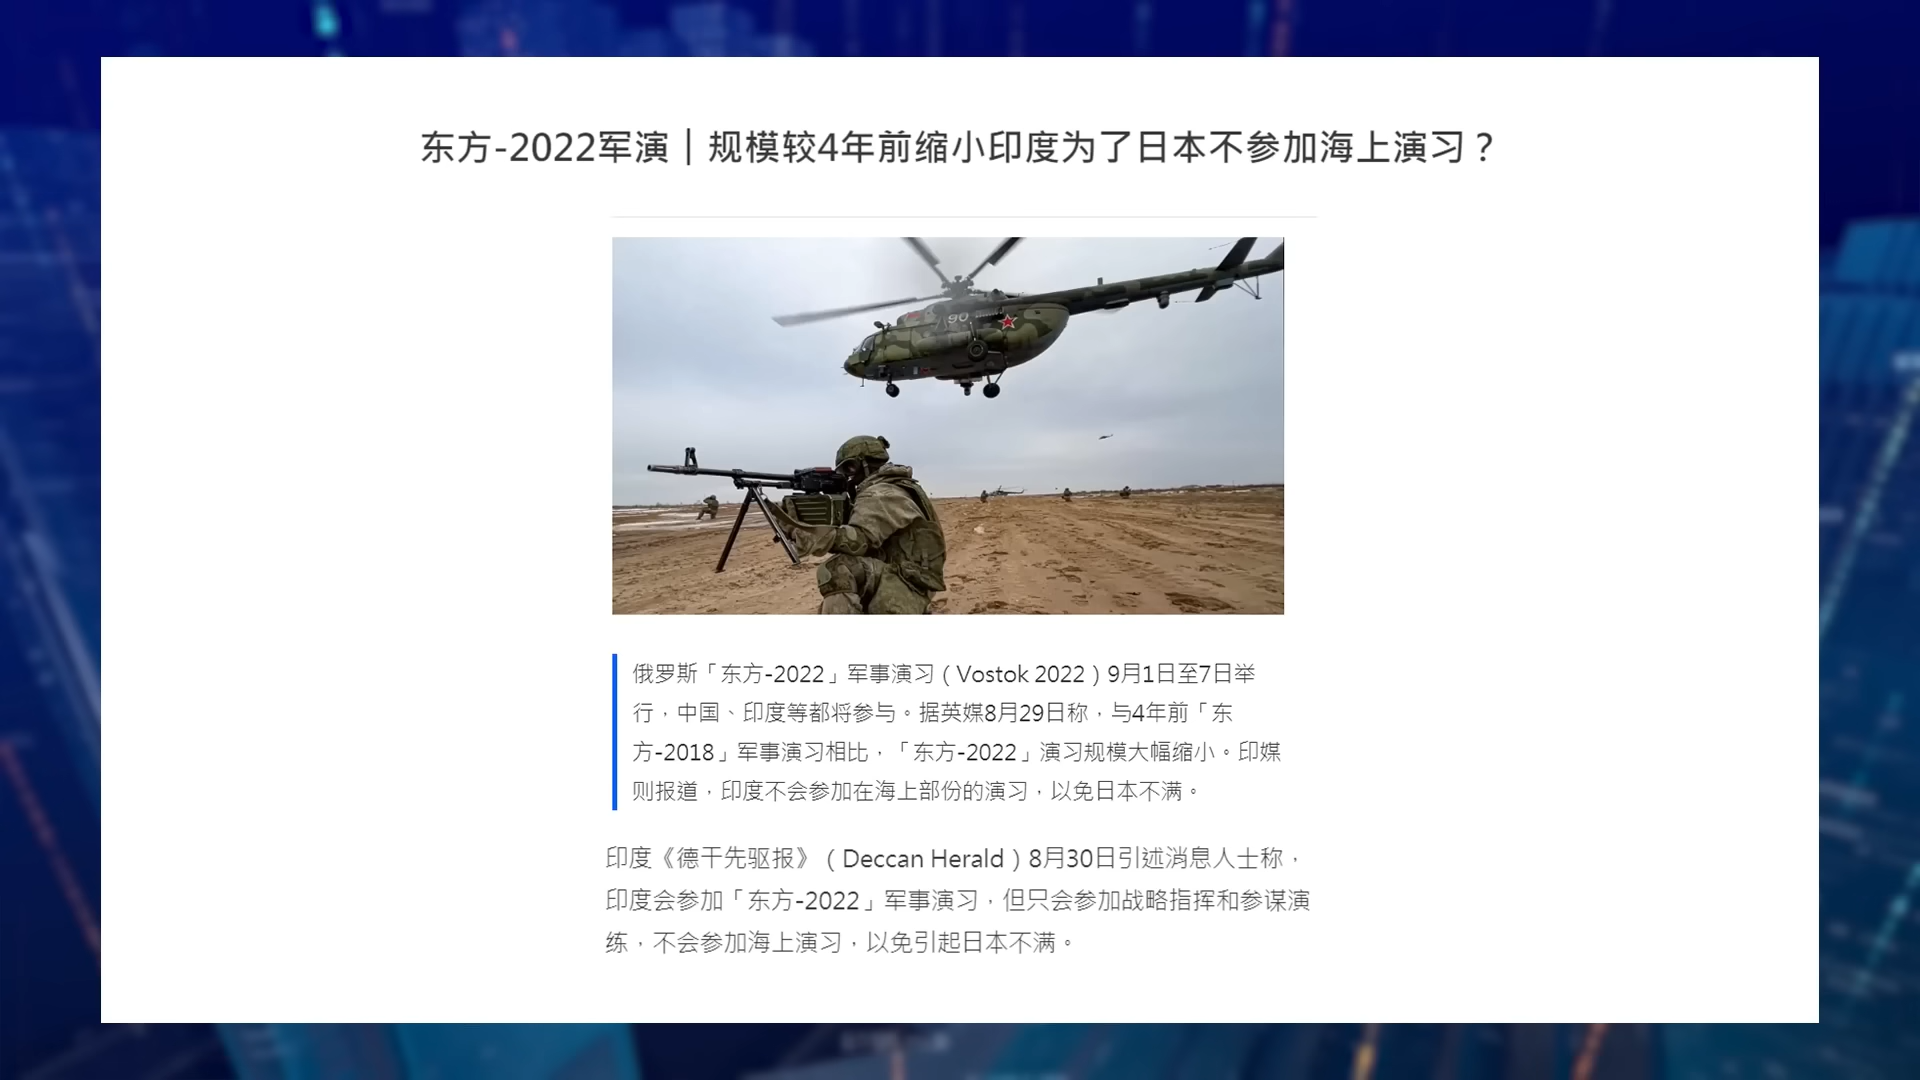 东方-2022军演｜规模较4年前缩小印度为了日本不参加海上演习？
90
俄罗斯「东方-2022」军事演习（Vostok 2022）9月1日至7日举
行，中国、印度等都将参与。据英媒8月29日称，与4年前「东
方-2018」军事演习相比，「东方-2022」演习规模大幅缩小。印媒
则报道，印度不会参加在海上部份的演习，以免日本不满。
印度《德干先驱报》（Deccan Herald）8月30日引述消息人士称，
印度会参加「东方-2022」军事演习，但只会参加战略指挥和参谋演
练，不会参加海上演习，以免引起日本不满。